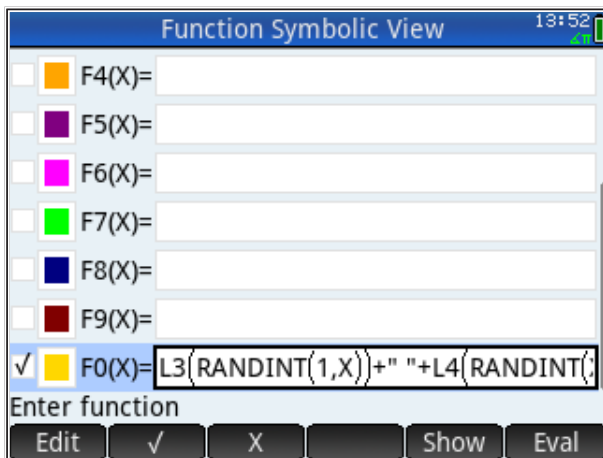 Function Symbolic View
13:52
∡π
F4(X)=
F5(X)=
F6(X)=
F7(X)=
F8(X)=
F9(X)=
√ F0(X)= L3(RANDINT(1,X))+" "+L4(RANDINT(
Enter function
Edit √ X Show Eval